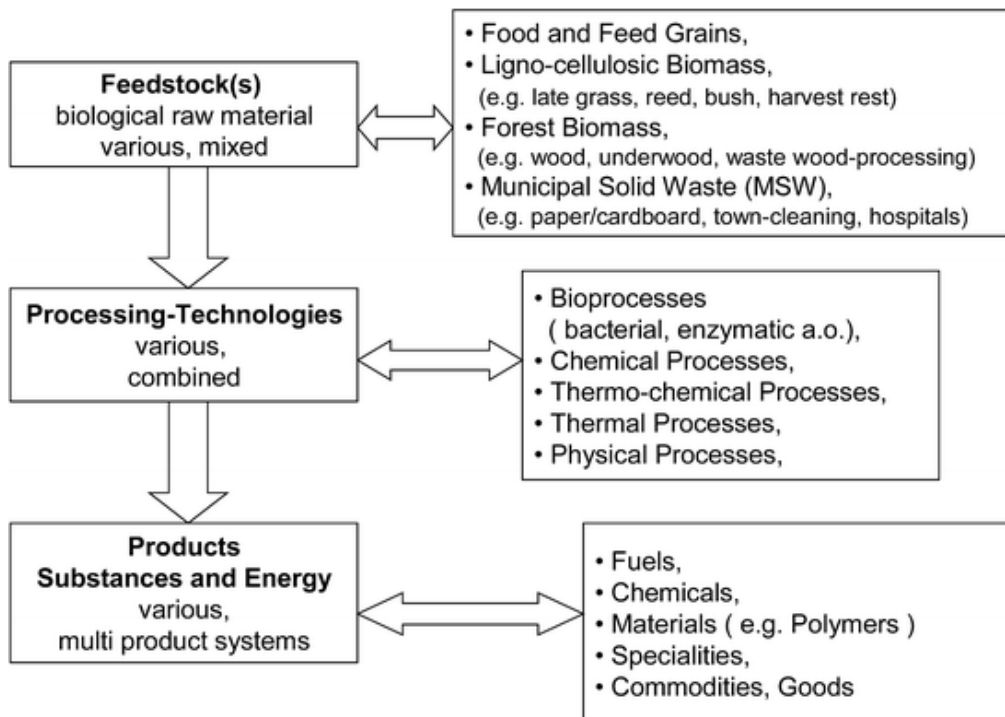 Feedstock(s)
biological raw material
various, mixed
• Food and Feed Grains,
• Ligno-cellulosic Biomass,
(e.g. late grass, reed, bush, harvest rest)
• Forest Biomass,
(e.g. wood, underwood, waste wood-processing)
• Municipal Solid Waste (MSW),
(e.g. paper/cardboard, town-cleaning, hospitals)
Processing-Technologies
various,
combined
• Bioprocesses
( bacterial, enzymatic a.o.),
• Chemical Processes,
• Thermo-chemical Processes,
• Thermal Processes,
• Physical Processes,
Products
Substances and Energy
various,
multi product systems
• Fuels,
• Chemicals,
• Materials ( e.g. Polymers )
• Specialities,
• Commodities, Goods